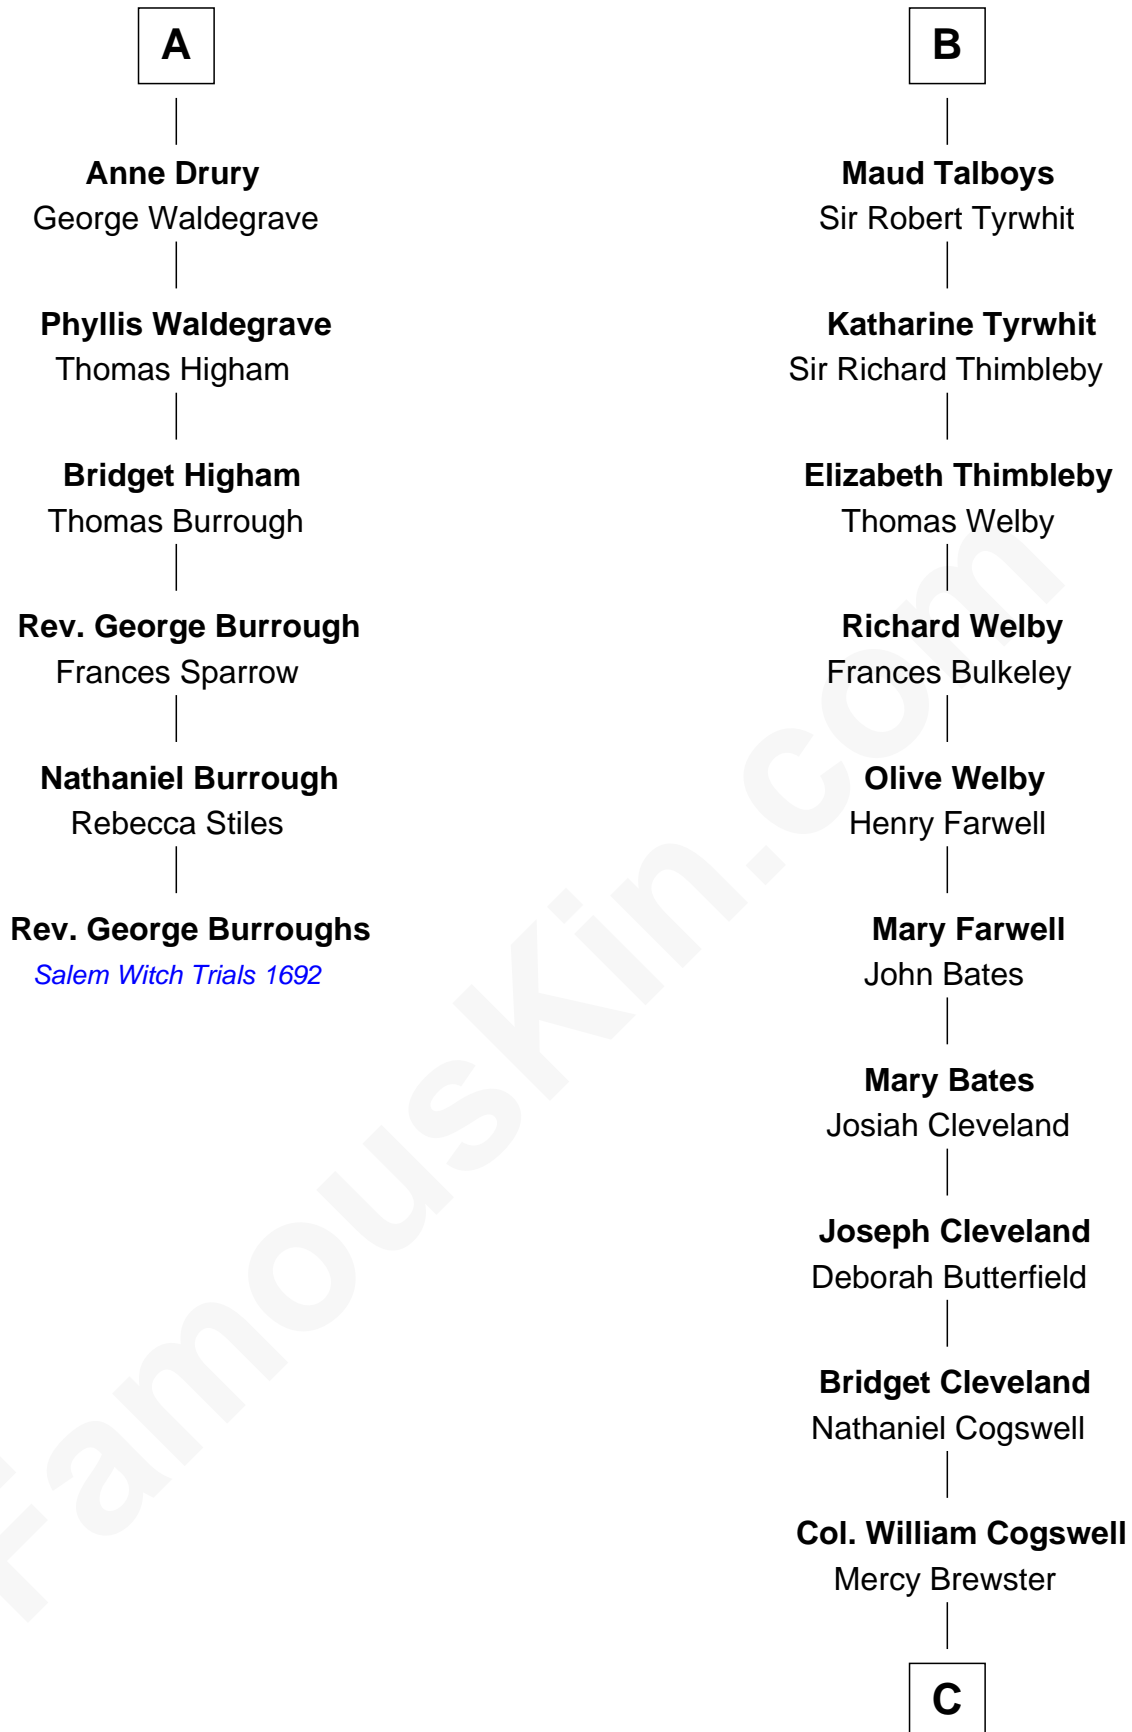 A
Anne Drury
George Waldegrave
Phyllis Waldegrave
Thomas Higham
Bridget Higham
Thomas Burrough
Rev. George Burrough
Frances Sparrow
Nathaniel Burrough
Rebecca Stiles
Rev. George Burroughs
Salem Witch Trials 1692
B
Maud Talboys
Sir Robert Tyrwhit
Katharine Tyrwhit
Sir Richard Thimbleby
Elizabeth Thimbleby
Thomas Welby
Richard Welby
Frances Bulkeley
Olive Welby
Henry Farwell
Mary Farwell
John Bates
Mary Bates
Josiah Cleveland
Joseph Cleveland
Deborah Butterfield
Bridget Cleveland
Nathaniel Cogswell
Col. William Cogswell
Mercy Brewster
C
FamousKin.com